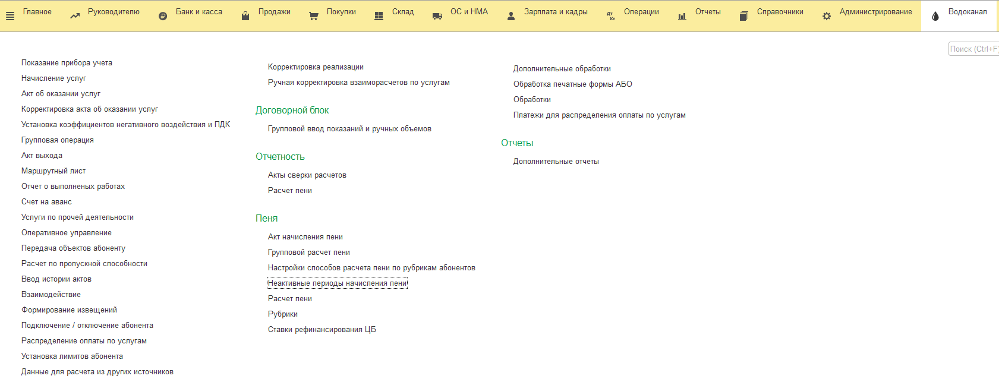 Главное
Руководителю
Банк и касса
Продажи
Покупки
Склад
ОС и НМА
Зарплата и кадры
Дт Кт
Операции
Отчеты
Справочники
Администрирование
Водоканал
Поиск (Ctrl+F)
Показание прибора учета
Начисление услуг
Акт об оказании услуг
Корректировка акта об оказании услуг
Установка коэффициентов негативного воздействия и ПДК
Групповая операция
Акт выхода
Маршрутный лист
Отчет о выполненых работах
Счет на аванс
Услуги по прочей деятельности
Оперативное управление
Передача объектов абоненту
Расчет по пропускной способности
Ввод истории актов
Взаимодействие
Формирование извещений
Подключение / отключение абонента
Распределение оплаты по услугам
Установка лимитов абонента
Данные для расчета из других источников
Корректировка реализации
Ручная корректировка взаиморасчетов по услугам
Договорной блок
Групповой ввод показаний и ручных объемов
Отчетность
Акты сверки расчетов
Расчет пени
Пеня
Акт начисления пени
Групповой расчет пени
Настройки способов расчета пени по рубрикам абонентов
Неактивные периоды начисления пени
Расчет пени
Рубрики
Ставки рефинансирования ЦБ
Дополнительные обработки
Обработка печатные формы АБО
Обработки
Платежи для распределения оплаты по услугам
Отчеты
Дополнительные отчеты